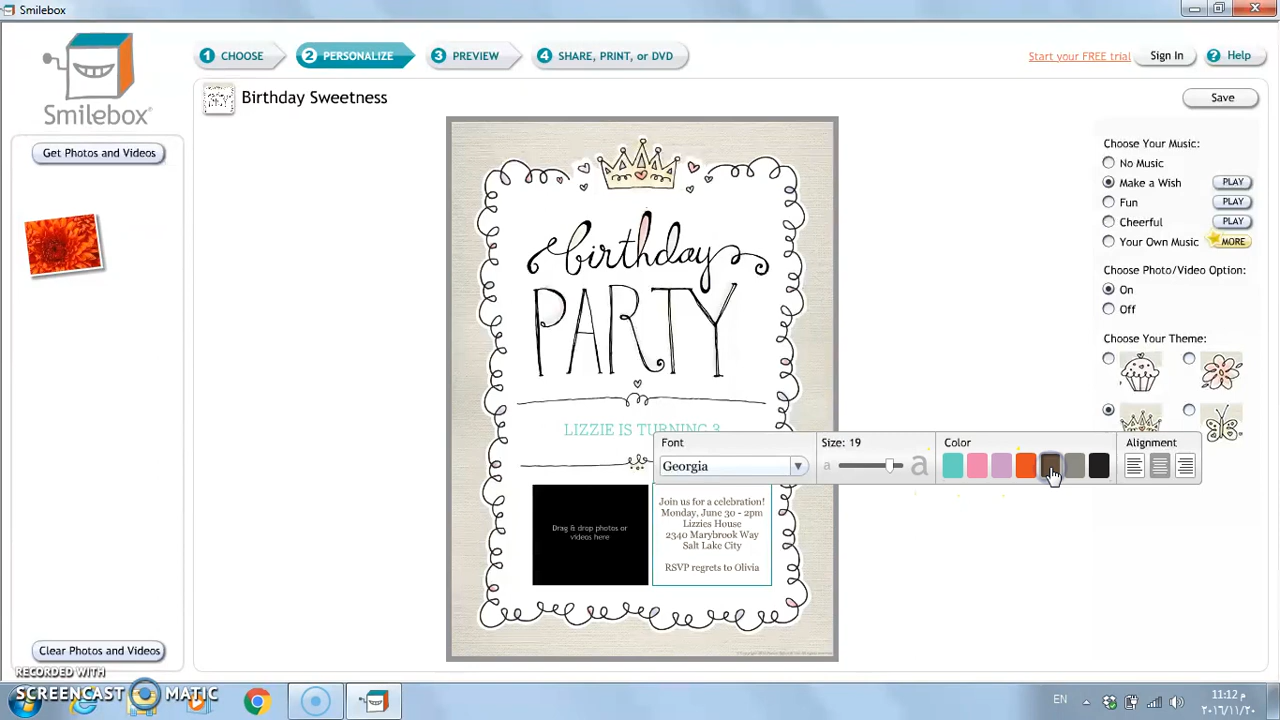 Smilebox
1 CHOOSE
2 PERSONALIZE
3 PREVIEW
4 SHARE, PRINT, or DVD
Start your FREE trial
Sign In
? Help
Smilebox®
Birthday Sweetness
Save
Get Photos and Videos
birthday
PARTY
LIZZIE IS TURNING 3
Choose Your Music:
No Music
Make a Wish PLAY
Fun PLAY
Cheerful PLAY
Your Own Music MORE
Choose Photo/Video Option:
On
Off
Choose Your Theme:
Font
Size: 19
Color
Alignment
Georgia
a
a
Drag & drop photos or
videos here
Join us for a celebration!
Monday, June 30 - 2pm
Lizzies House
2340 Marybrook Way
Salt Lake City
RSVP regrets to Olivia
Clear Photos and Videos
RECORDED WITH
SCREENCAST MATIC
EN
11:12 م
٢٠١٦/١١/٢٠